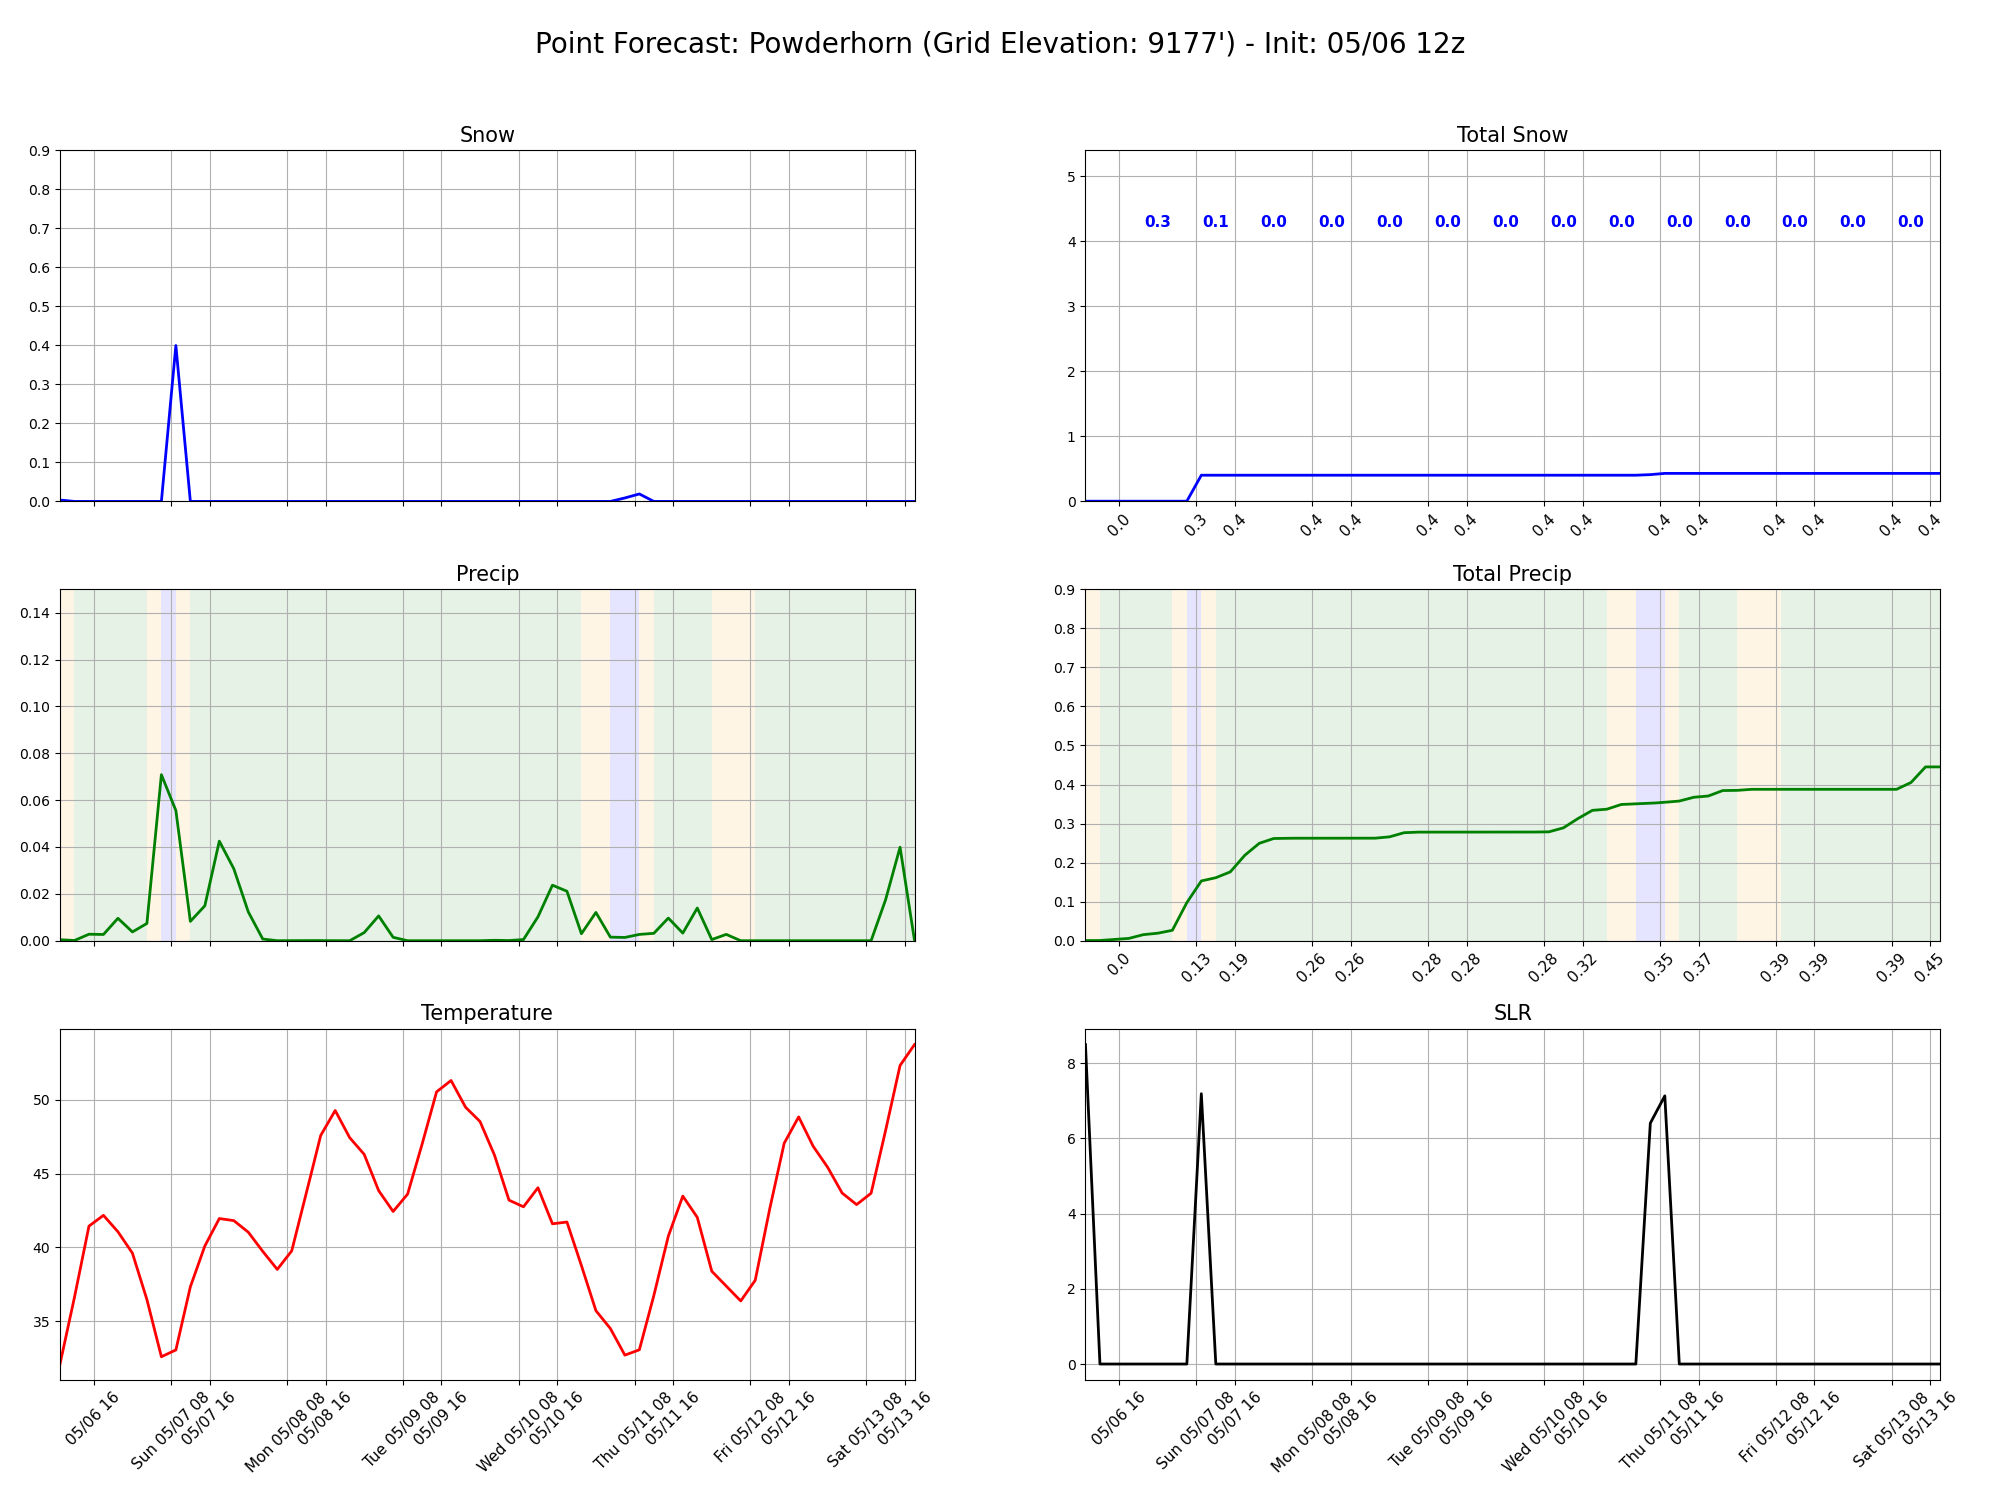 Point Forecast: Powderhorn (Grid Elevation: 9177') - Init: 05/06 12z
Snow
0.9
0.8
0.7
0.6
0.5
0.4
0.3
0.2
0.1
0.0
Total Snow
5
4
3
2
1
0
0.3 0.1 0.0 0.0 0.0 0.0 0.0 0.0 0.0 0.0 0.0 0.0 0.0 0.0
0.0 0.3 0.4 0.4 0.4 0.4 0.4 0.4 0.4 0.4 0.4 0.4 0.4 0.4 0.4
Precip
0.14
0.12
0.10
0.08
0.06
0.04
0.02
0.00
Total Precip
0.9
0.8
0.7
0.6
0.5
0.4
0.3
0.2
0.1
0.0
0.0 0.13 0.19 0.26 0.26 0.28 0.28 0.28 0.32 0.35 0.37 0.39 0.39 0.39 0.45
Temperature
50
45
40
35
05/06 16
Sun 05/07 08
05/07 16
Mon 05/08 08
05/08 16
Tue 05/09 08
05/09 16
Wed 05/10 08
05/10 16
Thu 05/11 08
05/11 16
Fri 05/12 08
05/12 16
Sat 05/13 08
05/13 16
SLR
8
6
4
2
0
05/06 16
Sun 05/07 08
05/07 16
Mon 05/08 08
05/08 16
Tue 05/09 08
05/09 16
Wed 05/10 08
05/10 16
Thu 05/11 08
05/11 16
Fri 05/12 08
05/12 16
Sat 05/13 08
05/13 16